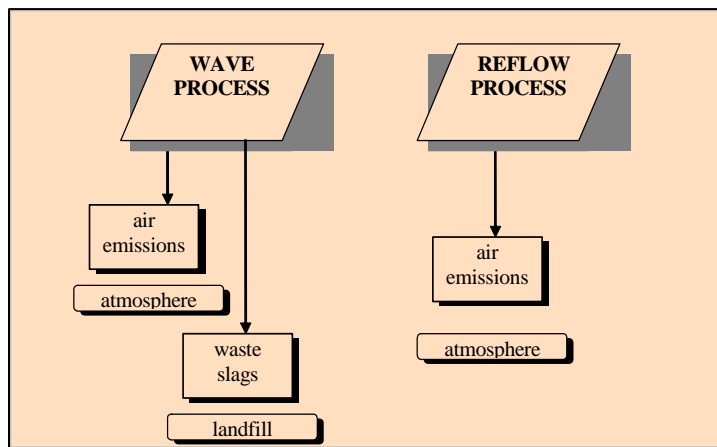 WAVE
PROCESS
air
emissions
atmosphere
waste
slags
landfill
REFLOW
PROCESS
air
emissions
atmosphere